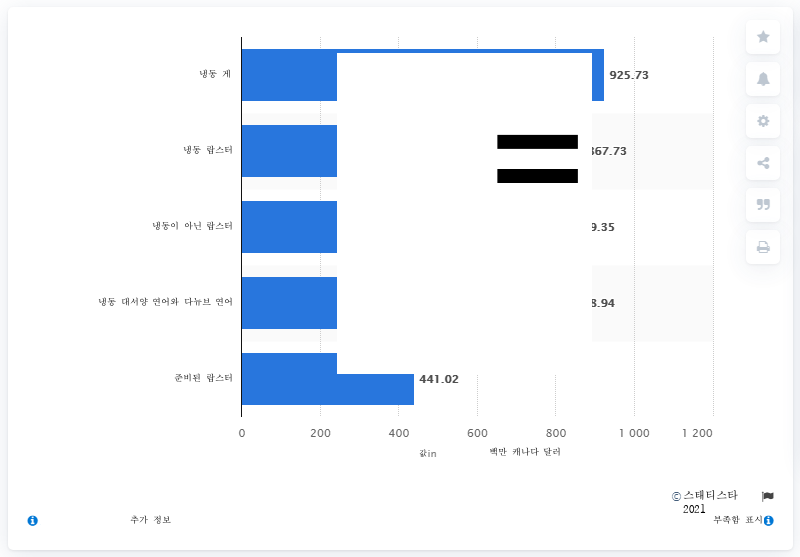 냉동 게
925.73
냉동 랍스터
867.73
냉동이 아닌 랍스터
9.35
냉동 대서양 연어와 다뉴브 연어
8.94
준비된 랍스터
441.02
0 200 400 600 800 1 000 1 200
값in 백만 캐나다 달러
© 스태티스타
2021
추가 정보 부족함 표시